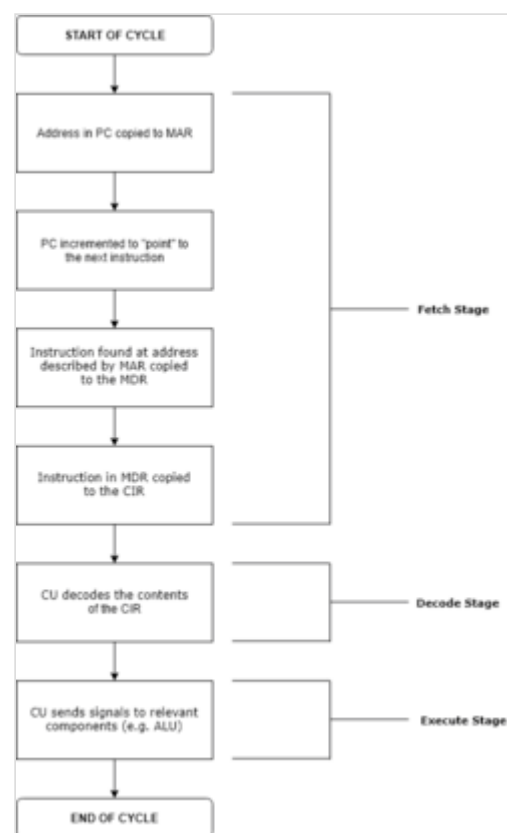 START OF CYCLE
Address in PC copied to MAR
PC incremented to "point" to
the next instruction
Instruction found at address
described by MAR copied
to the MDR
Instruction in MDR copied
to the CIR
Fetch Stage
CU decodes the contents
of the CIR
Decode Stage
CU sends signals to relevant
components (e.g. ALU)
Execute Stage
END OF CYCLE